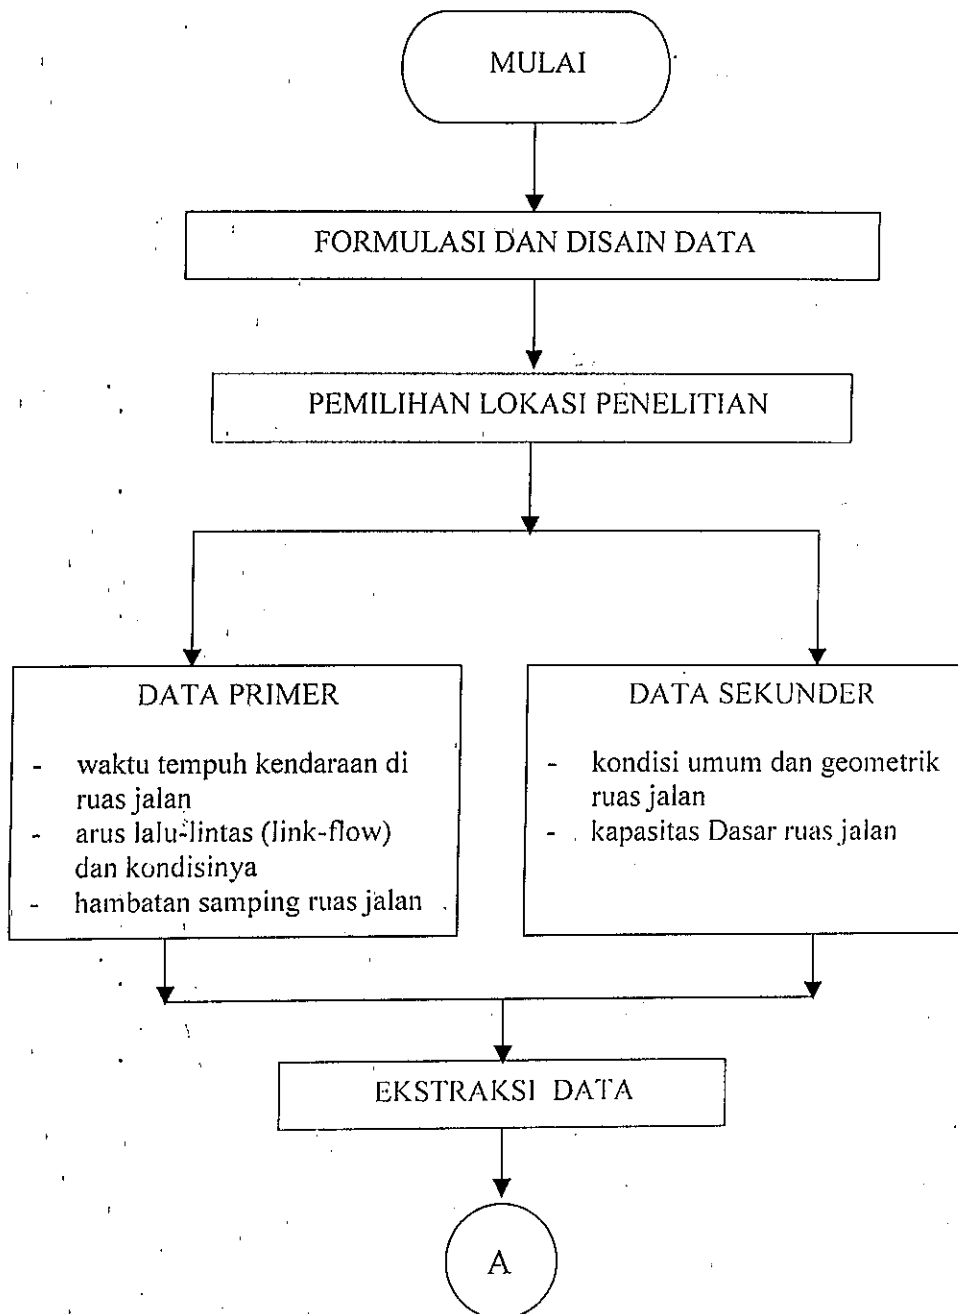 MULAI
FORMULASI DAN DISAIN DATA
PEMILIHAN LOKASI PENELITIAN
DATA PRIMER
- waktu tempuh kendaraan di
ruas jalan
- arus lalu-lintas (link-flow)
dan kondisinya
- hambatan samping ruas jalan
DATA SEKUNDER
- kondisi umum dan geometrik
ruas jalan
- kapasitas Dasar ruas jalan
EKSTRAKSI DATA
A